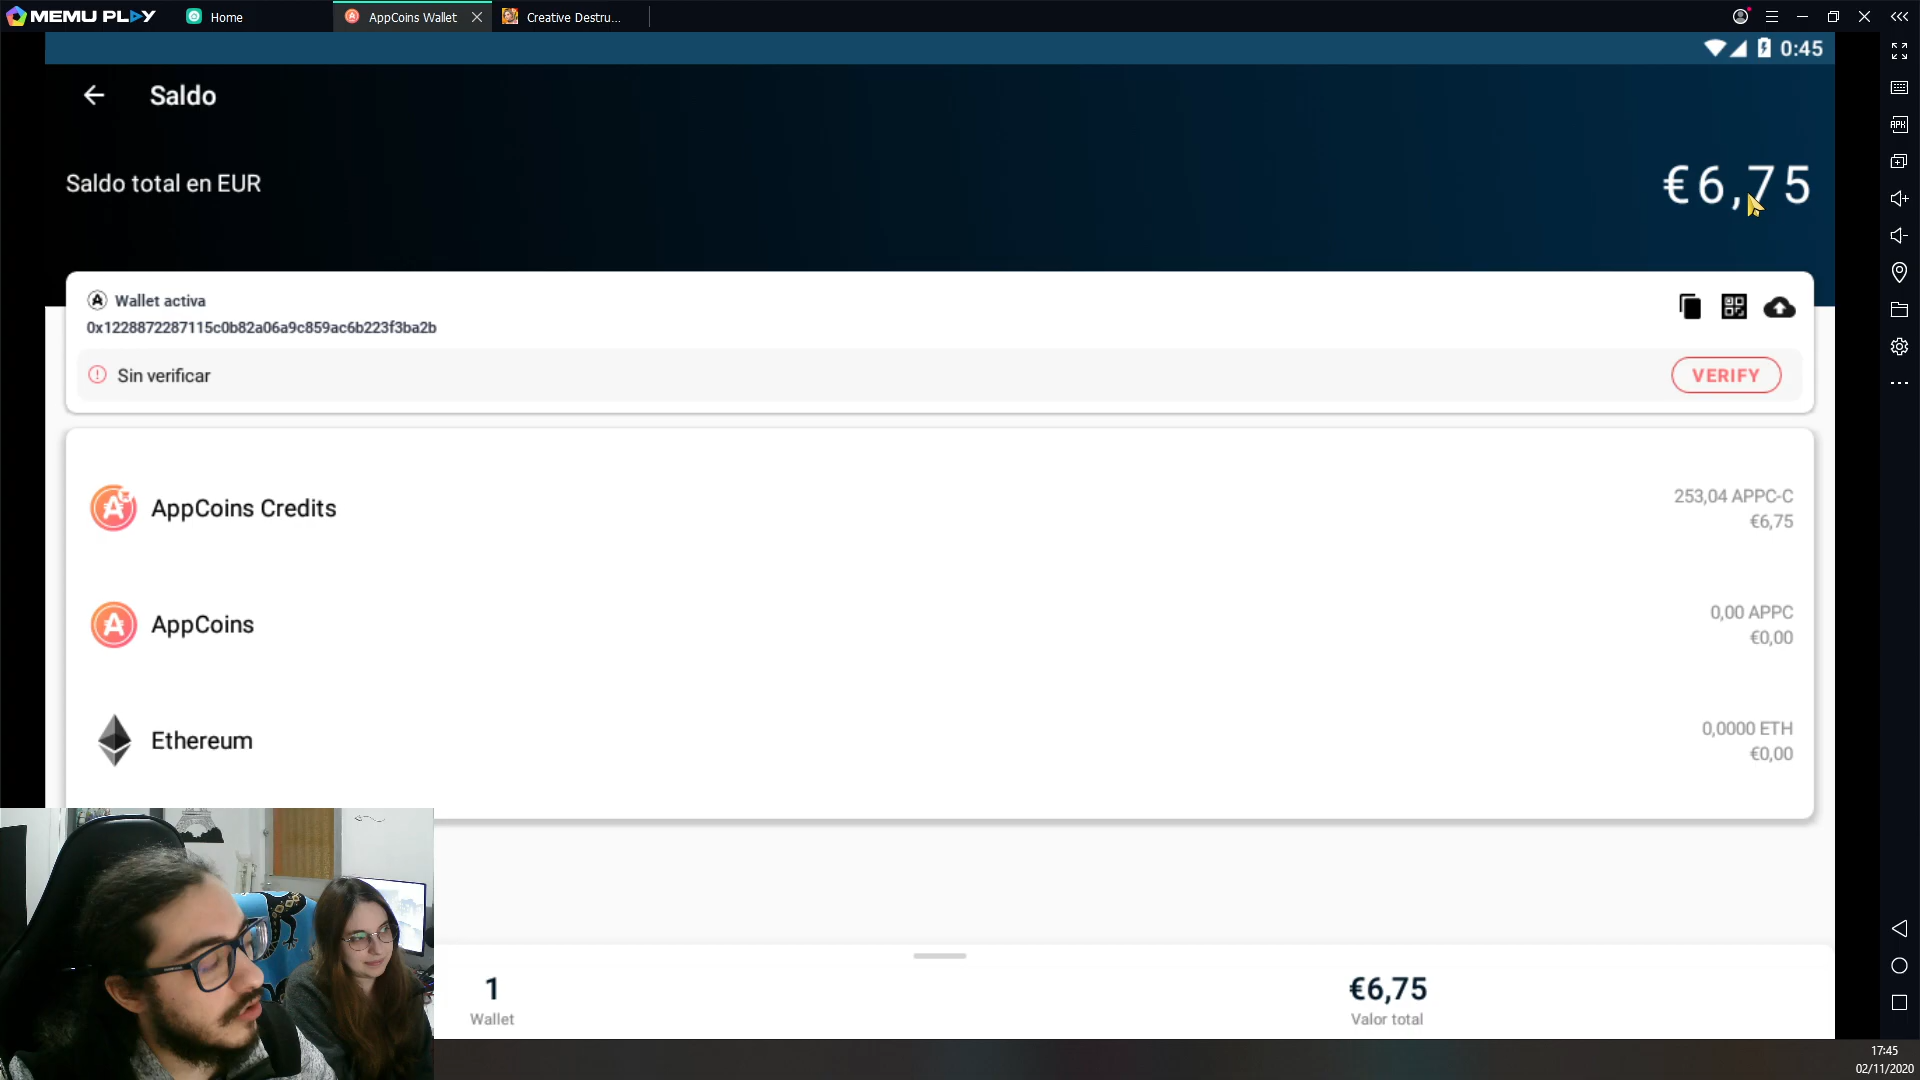 MEMU PLAY
Home
AppCoins Wallet
Creative Destru...
0:45
Saldo
Saldo total en EUR
€6,75
Wallet activa
0x1228872287115c0b82a06a9c859ac6b223f3ba2b
Sin verificar
VERIFY
AppCoins Credits
253,04 APPC-C
€6,75
AppCoins
0,00 APPC
€0,00
Ethereum
0,0000 ETH
€0,00
1
Wallet
€6,75
Valor total
APK
17:45
02/11/2020